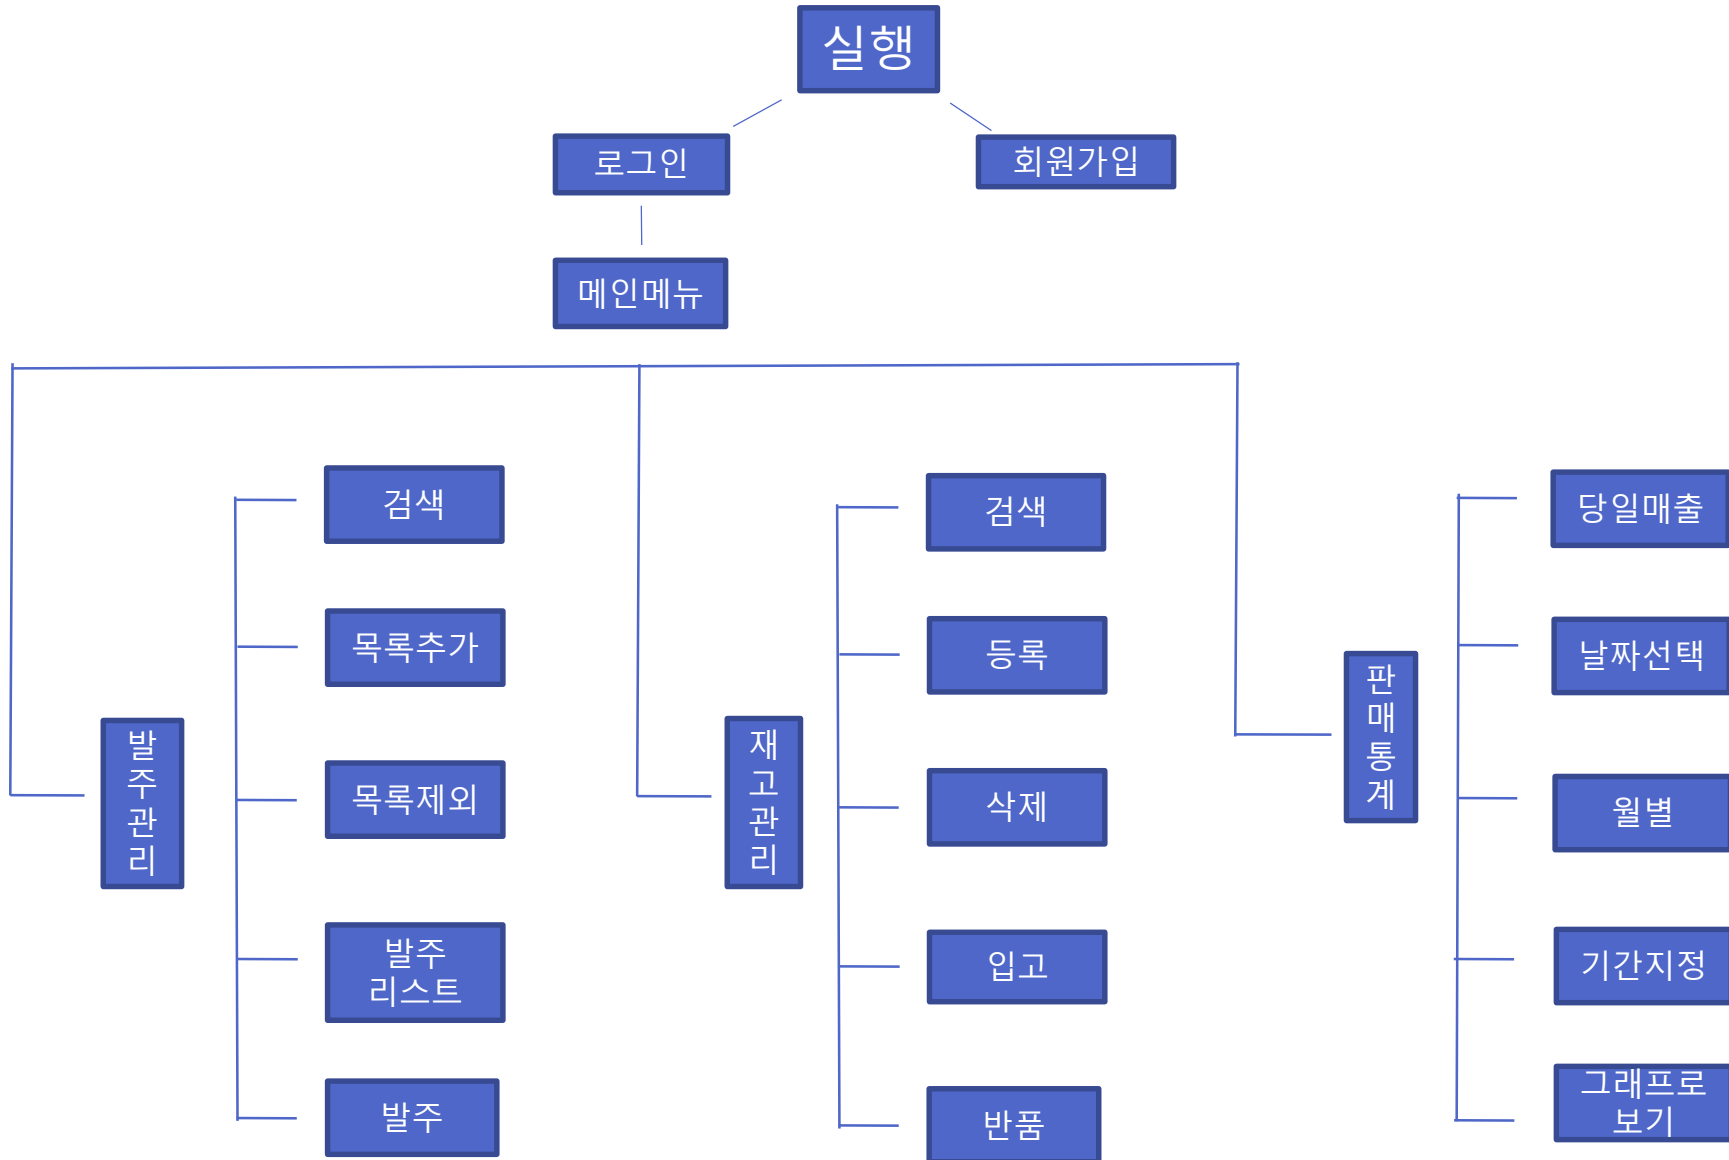 실행
로그인
회원가입
메인메뉴
발주관리
검색
목록추가
목록제외
발주
리스트
발주
재고관리
검색
등록
삭제
입고
반품
판매통계
당일매출
날짜선택
월별
기간지정
그래프로
보기